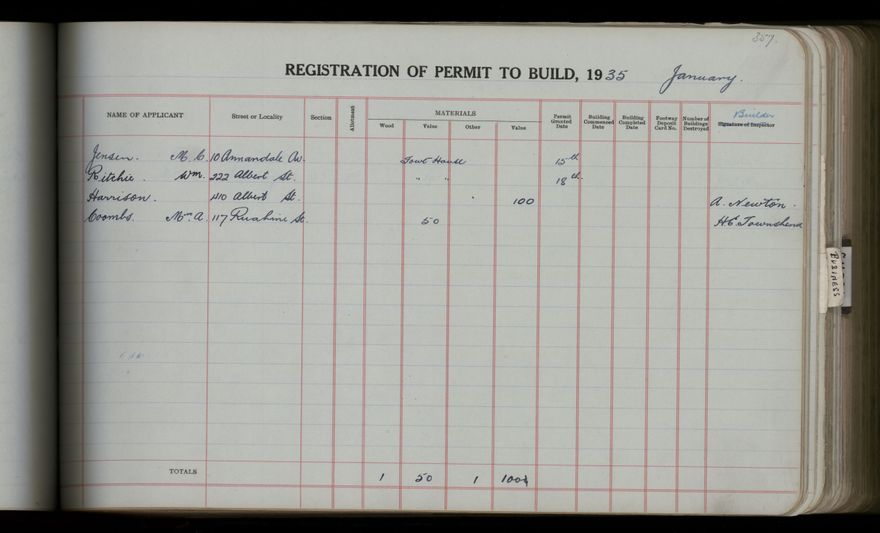 357.
REGISTRATION OF PERMIT TO BUILD, 1935 January.
NAME OF APPLICANT Street or Locality Section Allotment MATERIALS Wood Value Other Value Permit Granted Date Building Commenced Date Building Completed Date Footway Deposit Card No. Number of Buildings Destroyed Builder Signature of Inspector
Jensen. M. C. 10 Annandale Av. Govt House 15th
Ritchie. Wm. 222 Albert St. " " 18th
Harrison. 410 Albert St. 100 A. Newton.
Coombs. Mrs A. 117 Ruahine St. 50 H.E. Townshend
TOTALS 1 50 1 100
BUSINESS